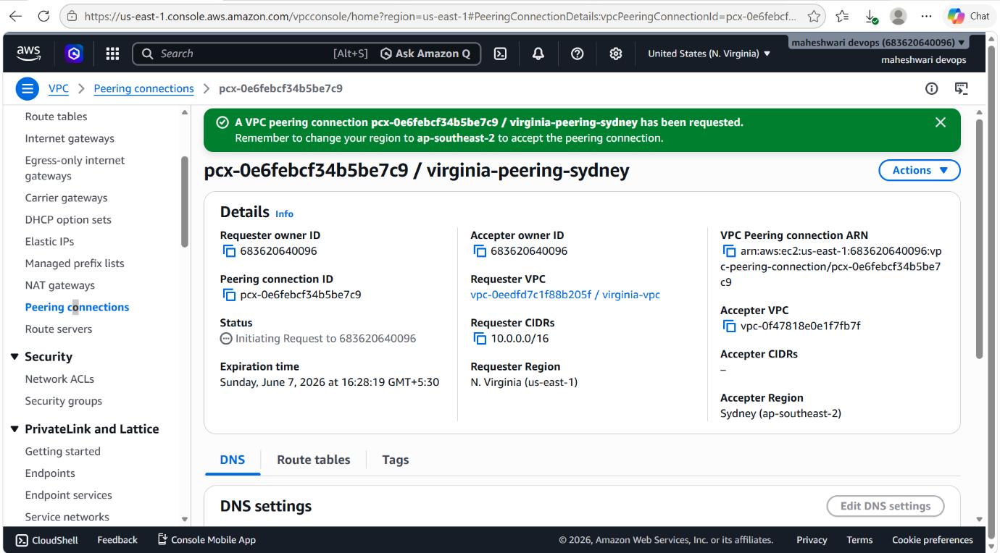 https://us-east-1.console.aws.amazon.com/vpcconsole/home?region=us-east-1#PeeringConnectionDetails:vpcPeeringConnectionId=pcx-0e6febcf...
Chat
aws
Search
[Alt+S]
Ask Amazon Q
United States (N. Virginia) ▼
maheshwari devops (683620640096) ▼
maheshwari devops
VPC > Peering connections > pcx-0e6febcf34b5be7c9
Route tables
Internet gateways
Egress-only internet
gateways
Carrier gateways
DHCP option sets
Elastic IPs
Managed prefix lists
NAT gateways
Peering connections
Route servers
▼ Security
Network ACLs
Security groups
▼ PrivateLink and Lattice
Getting started
Endpoints
Endpoint services
Service networks
A VPC peering connection pcx-0e6febcf34b5be7c9 / virginia-peering-sydney has been requested.
Remember to change your region to ap-southeast-2 to accept the peering connection.
pcx-0e6febcf34b5be7c9 / virginia-peering-sydney
Actions ▼
Details Info
Requester owner ID
683620640096
Peering connection ID
pcx-0e6febcf34b5be7c9
Status
Initiating Request to 683620640096
Expiration time
Sunday, June 7, 2026 at 16:28:19 GMT+5:30
Accepter owner ID
683620640096
Requester VPC
vpc-0eedfd7c1f88b205f / virginia-vpc
Requester CIDRs
10.0.0.0/16
Requester Region
N. Virginia (us-east-1)
VPC Peering connection ARN
arn:aws:ec2:us-east-1:683620640096:vp
c-peering-connection/pcx-0e6febcf34b5be7
c9
Accepter VPC
vpc-0f47818e0e1f7fb7f
Accepter CIDRs
–
Accepter Region
Sydney (ap-southeast-2)
DNS
Route tables
Tags
DNS settings
Edit DNS settings
CloudShell
Feedback
Console Mobile App
© 2026, Amazon Web Services, Inc. or its affiliates.
Privacy
Terms
Cookie preferences